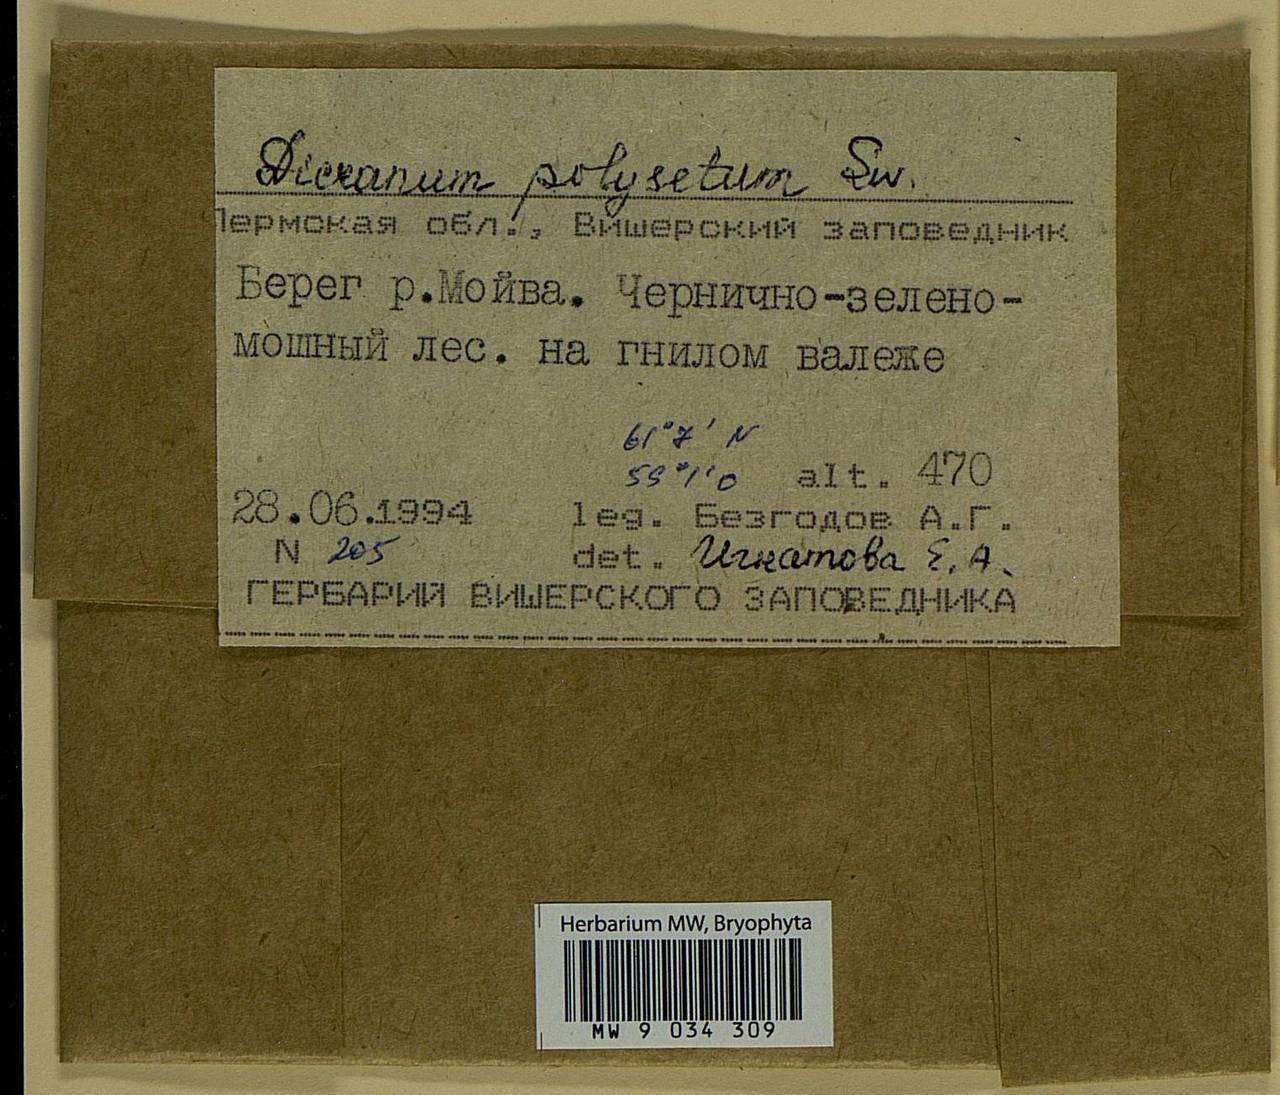 Dicranum polysetum Sw.
Пермская обл., Вишерский заповедник
Берег р.Мойва. Чернично-зелено-
мошный лес. на гнилом валеже
61°7' N
59°1'O alt. 470
28.06.1994 leg. Безгодов А.Г.
N 205 det. Игнатова Е.А.
ГЕРБАРИЙ ВИШЕРСКОГО ЗАПОВЕДНИКА
Herbarium MW, Bryophyta
MW 9 034 309